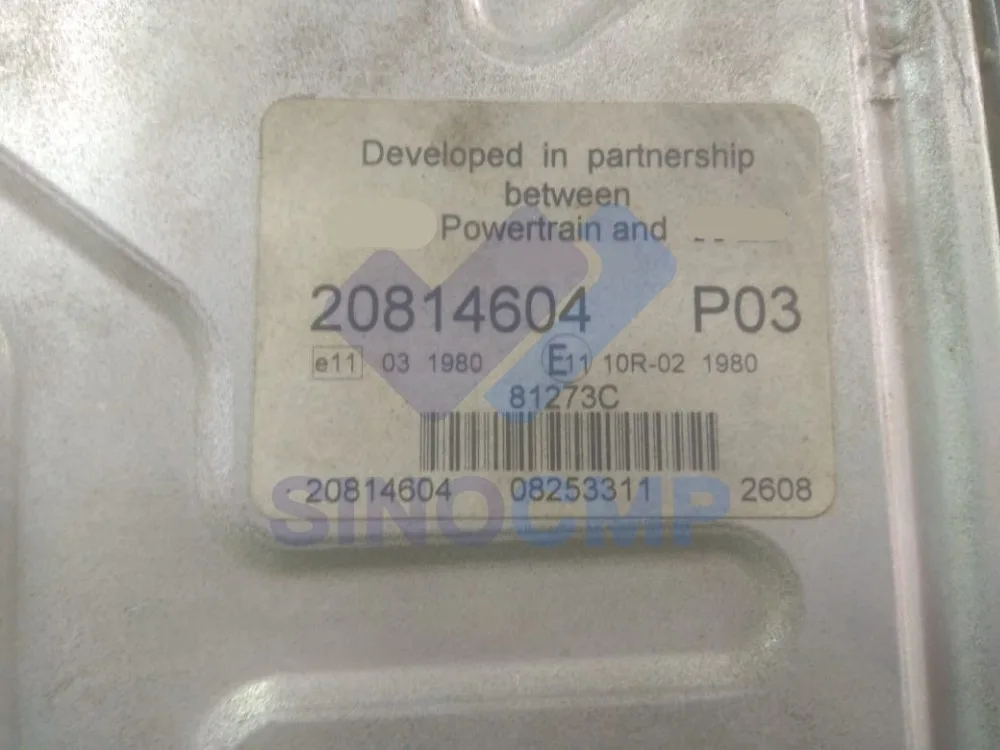 Developed in partnership
between
Powertrain and
20814604 P03
e11 03 1980 E11 10R-02 1980
81273C
20814604 08253311 2608
SINOCMP